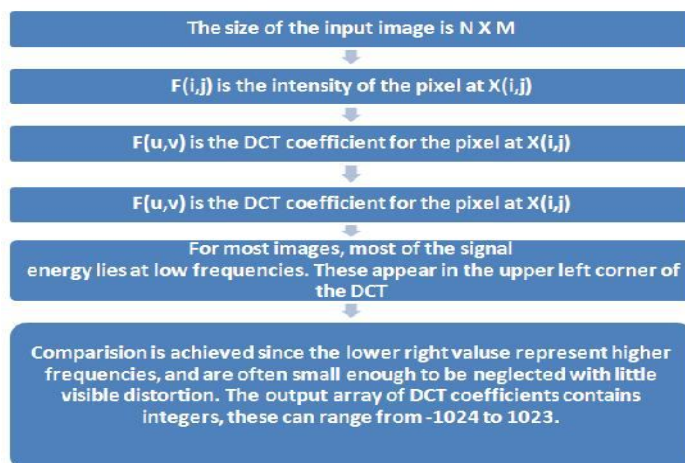 The size of the input image is N X M
F(i,j) is the intensity of the pixel at X(i,j)
F(u,v) is the DCT coefficient for the pixel at X(i,j)
F(u,v) is the DCT coefficient for the pixel at X(i,j)
For most images, most of the signal
energy lies at low frequencies. These appear in the upper left corner of
the DCT
Comparision is achieved since the lower right valuse represent higher
frequencies, and are often small enough to be neglected with little
visible distortion. The output array of DCT coefficients contains
integers, these can range from -1024 to 1023.